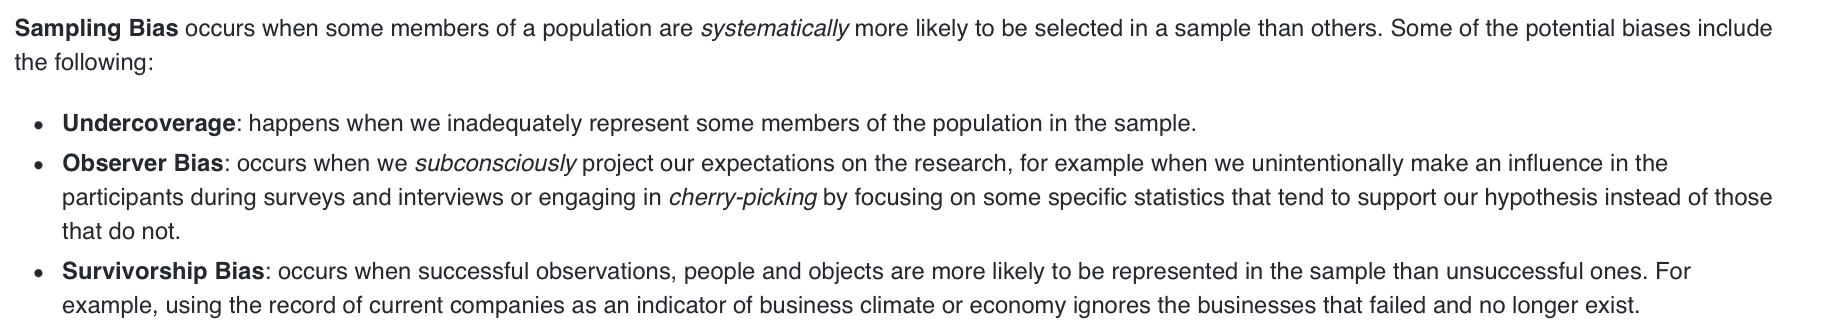 Sampling Bias occurs when some members of a population are systematically more likely to be selected in a sample than others. Some of the potential biases include
the following:
• Undercoverage: happens when we inadequately represent some members of the population in the sample.
• Observer Bias: occurs when we subconsciously project our expectations on the research, for example when we unintentionally make an influence in the
participants during surveys and interviews or engaging in cherry-picking by focusing on some specific statistics that tend to support our hypothesis instead of those
that do not.
• Survivorship Bias: occurs when successful observations, people and objects are more likely to be represented in the sample than unsuccessful ones. For
example, using the record of current companies as an indicator of business climate or economy ignores the businesses that failed and no longer exist.